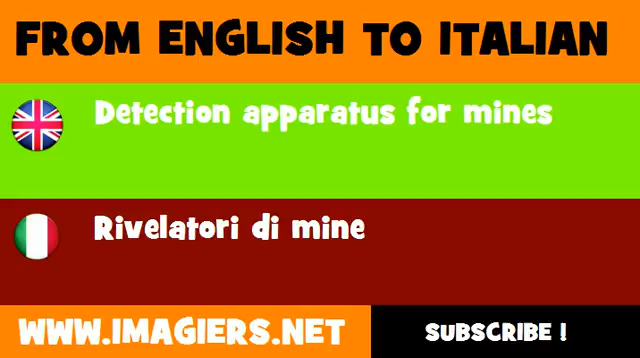 FROM ENGLISH TO ITALIAN
Detection apparatus for mines
Rivelatori di mine
WWW.IMAGIERS.NET
SUBSCRIBE !